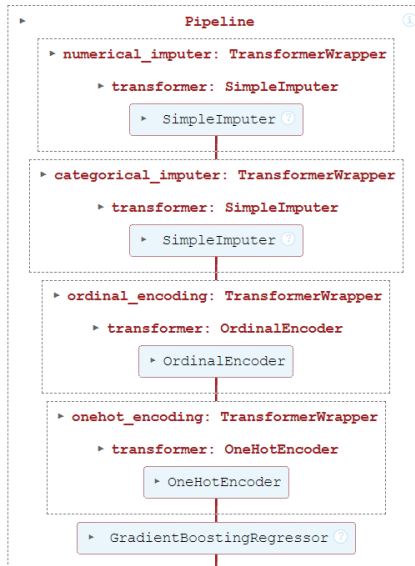 Pipeline
numerical_imputer: TransformerWrapper
transformer: SimpleImputer
SimpleImputer ?
categorical_imputer: TransformerWrapper
transformer: SimpleImputer
SimpleImputer ?
ordinal_encoding: TransformerWrapper
transformer: OrdinalEncoder
OrdinalEncoder
onehot_encoding: TransformerWrapper
transformer: OneHotEncoder
OneHotEncoder
GradientBoostingRegressor ?